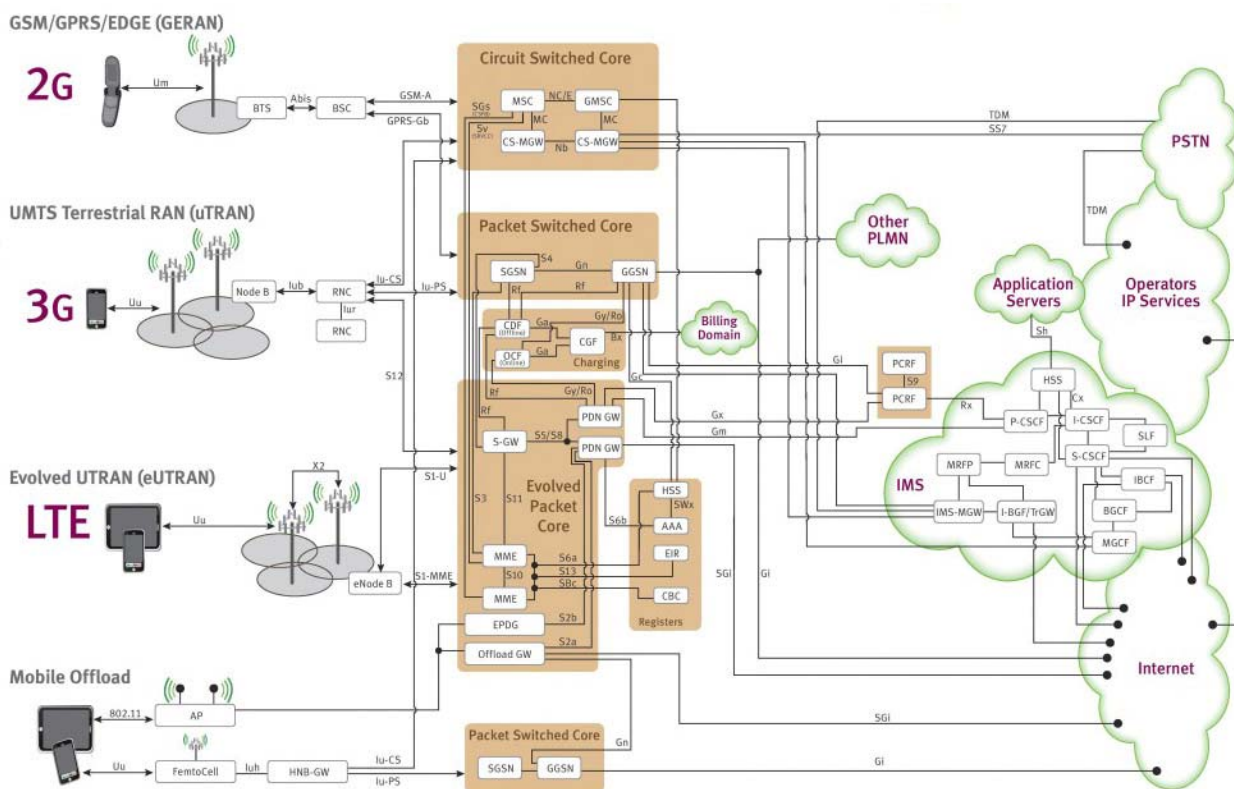 GSM/GPRS/EDGE (GERAN)
2G
Um
BTS
Abis
BSC
GSM-A
GPRS-Gb
Circuit Switched Core
MSC
NC/E
GMSC
SGs
(CSFB)
Sv
(SRVCC)
MC
MC
CS-MGW
Nb
CS-MGW
TDM
SS7
PSTN
TDM
UMTS Terrestrial RAN (uTRAN)
3G
Uu
Node B
Iub
RNC
Iur
RNC
Iu-CS
Iu-PS
S12
Packet Switched Core
S4
SGSN
Gn
GGSN
Rf
Rf
CDF
(Offline)
Ga
Gy/Ro
OCF
(Online)
Ga
CGF
Bx
Charging
Billing
Domain
Other
PLMN
Application
Servers
Sh
Operators
IP Services
Gc
Gi
PCRF
S9
PCRF
Rx
Gx
Gm
Rf
Gy/Ro
Rf
PDN GW
S-GW
S5/S8
PDN GW
Evolved
Packet
Core
S3
S11
MME
S10
MME
S6a
S13
SBc
S6b
EPDG
S2b
S2a
Offload GW
HSS
SWx
AAA
EIR
CBC
Registers
HSS
Cx
P-CSCF
I-CSCF
SLF
S-CSCF
MRFP
MRFC
IBCF
IMS
IMS-MGW
I-BGF/TrGW
BGCF
MGCF
Evolved UTRAN (eUTRAN)
LTE
X2
Uu
eNode B
S1-U
S1-MME
SGi
Gi
Internet
Mobile Offload
802.11
AP
Uu
FemtoCell
Iuh
HNB-GW
Iu-CS
Iu-PS
Packet Switched Core
SGSN
GGSN
Gn
SGi
Gi